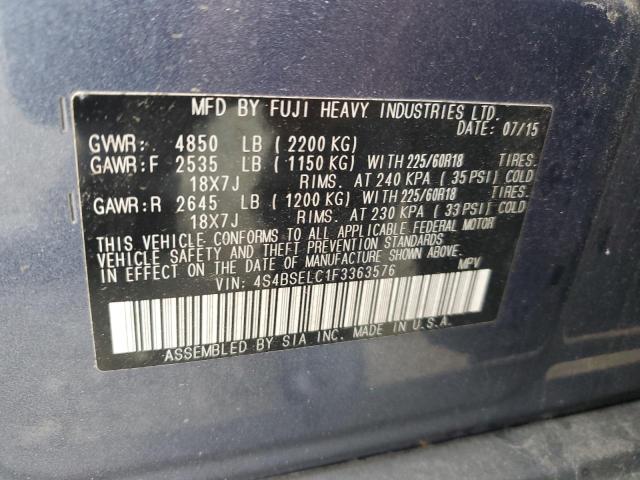 MFD BY FUJI HEAVY INDUSTRIES LTD.
DATE: 07/15
GVWR: 4850 LB (2200 KG)
GAWR:F 2535 LB (1150 KG) WITH 225/60R18 TIRES.
18X7J RIMS. AT 240 KPA (35 PSI) COLD
GAWR:R 2645 LB (1200 KG) WITH 225/60R18 TIRES.
18X7J RIMS. AT 230 KPA (33 PSI) COLD
THIS VEHICLE CONFORMS TO ALL APPLICABLE FEDERAL MOTOR
VEHICLE SAFETY AND THEFT PREVENTION STANDARDS
IN EFFECT ON THE DATE OF MANUFACTURE SHOWN ABOVE.
VIN: 4S4BSELC1F3363576 MPV
ASSEMBLED BY SIA INC. MADE IN U.S.A.